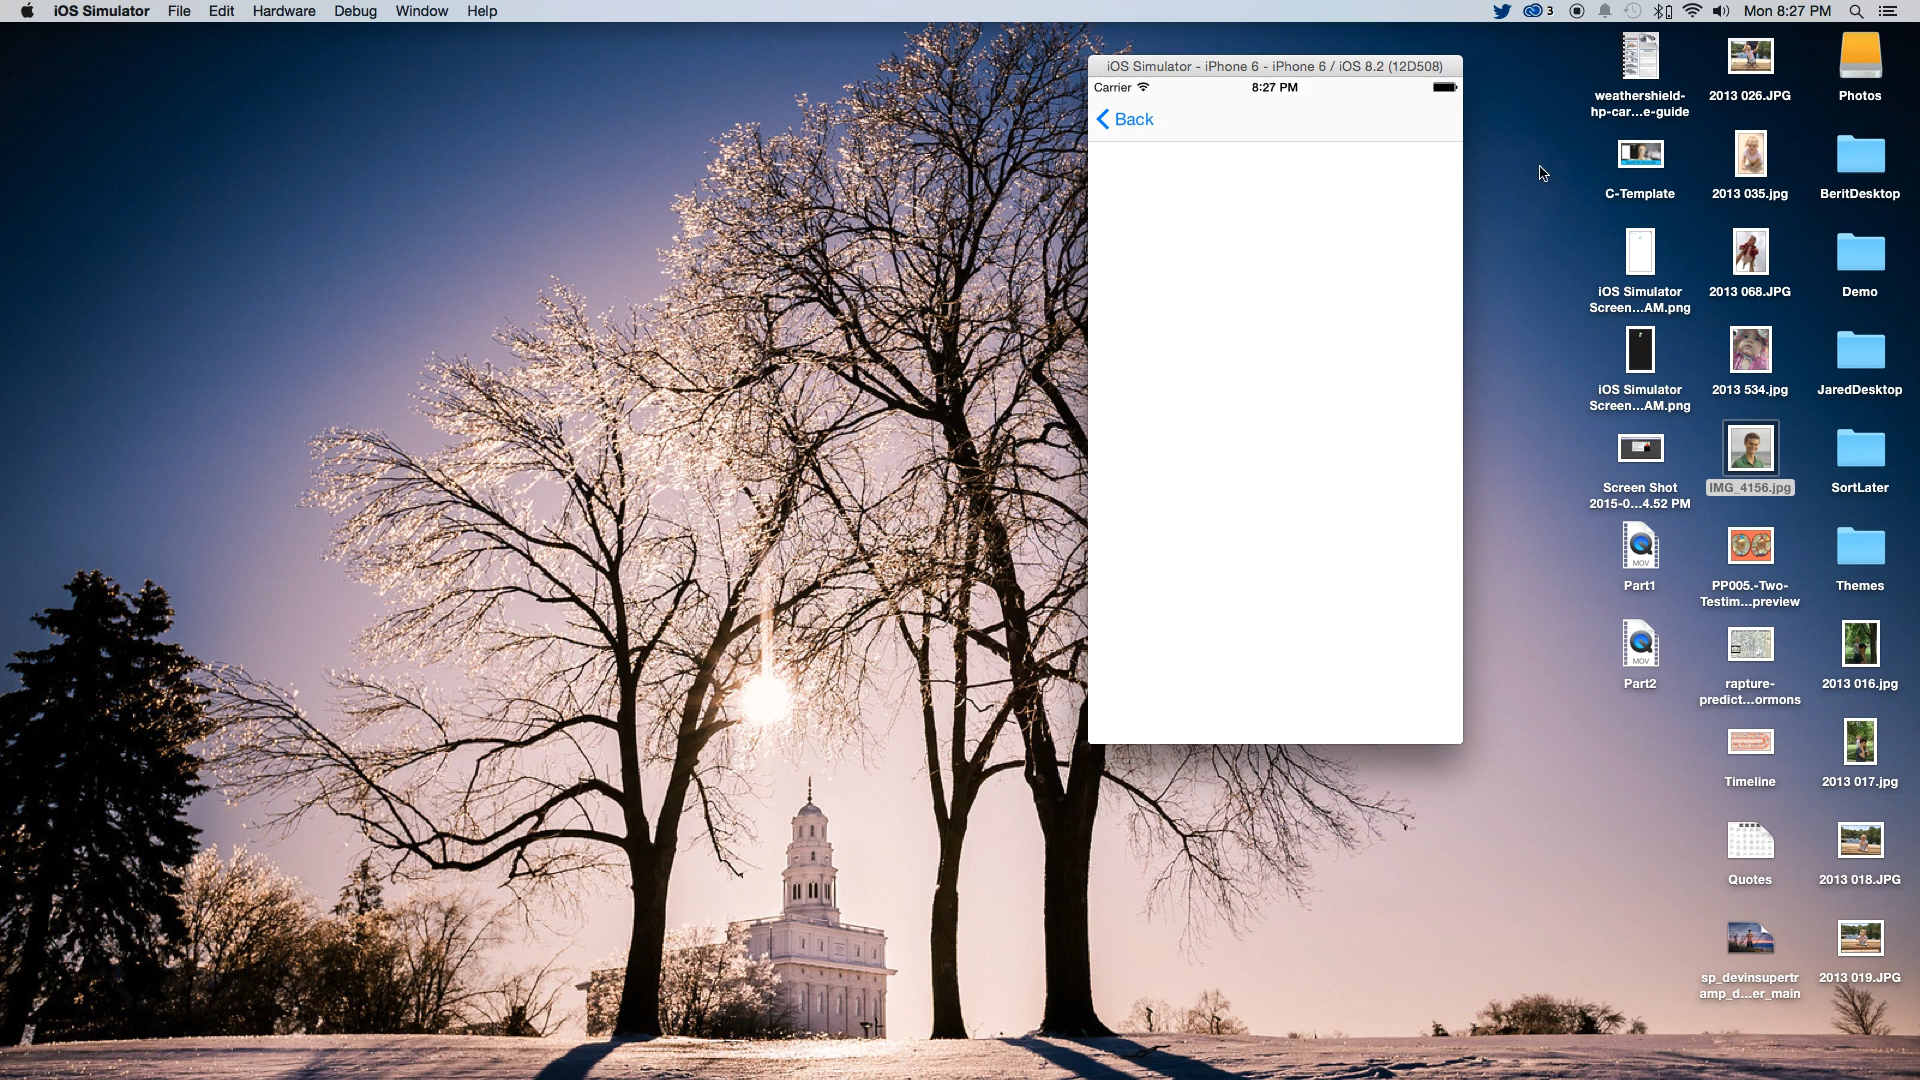 iOS Simulator File Edit Hardware Debug Window Help
3 Mon 8:27 PM
iOS Simulator - iPhone 6 - iPhone 6 / iOS 8.2 (12D508)
Carrier 8:27 PM
Back
weathershield-
hp-car...e-guide
2013 026.JPG
Photos
C-Template
2013 035.jpg
BeritDesktop
iOS Simulator
Screen...AM.png
2013 068.JPG
Demo
iOS Simulator
Screen...AM.png
2013 534.jpg
JaredDesktop
Screen Shot
2015-0...4.52 PM
IMG_4156.jpg
SortLater
MOV
Part1
PP005.-Two-
Testim...preview
Themes
MOV
Part2
rapture-
predict...ormons
2013 016.jpg
Timeline
2013 017.jpg
Quotes
2013 018.JPG
sp_devinsupertr
amp_d...er_main
2013 019.JPG